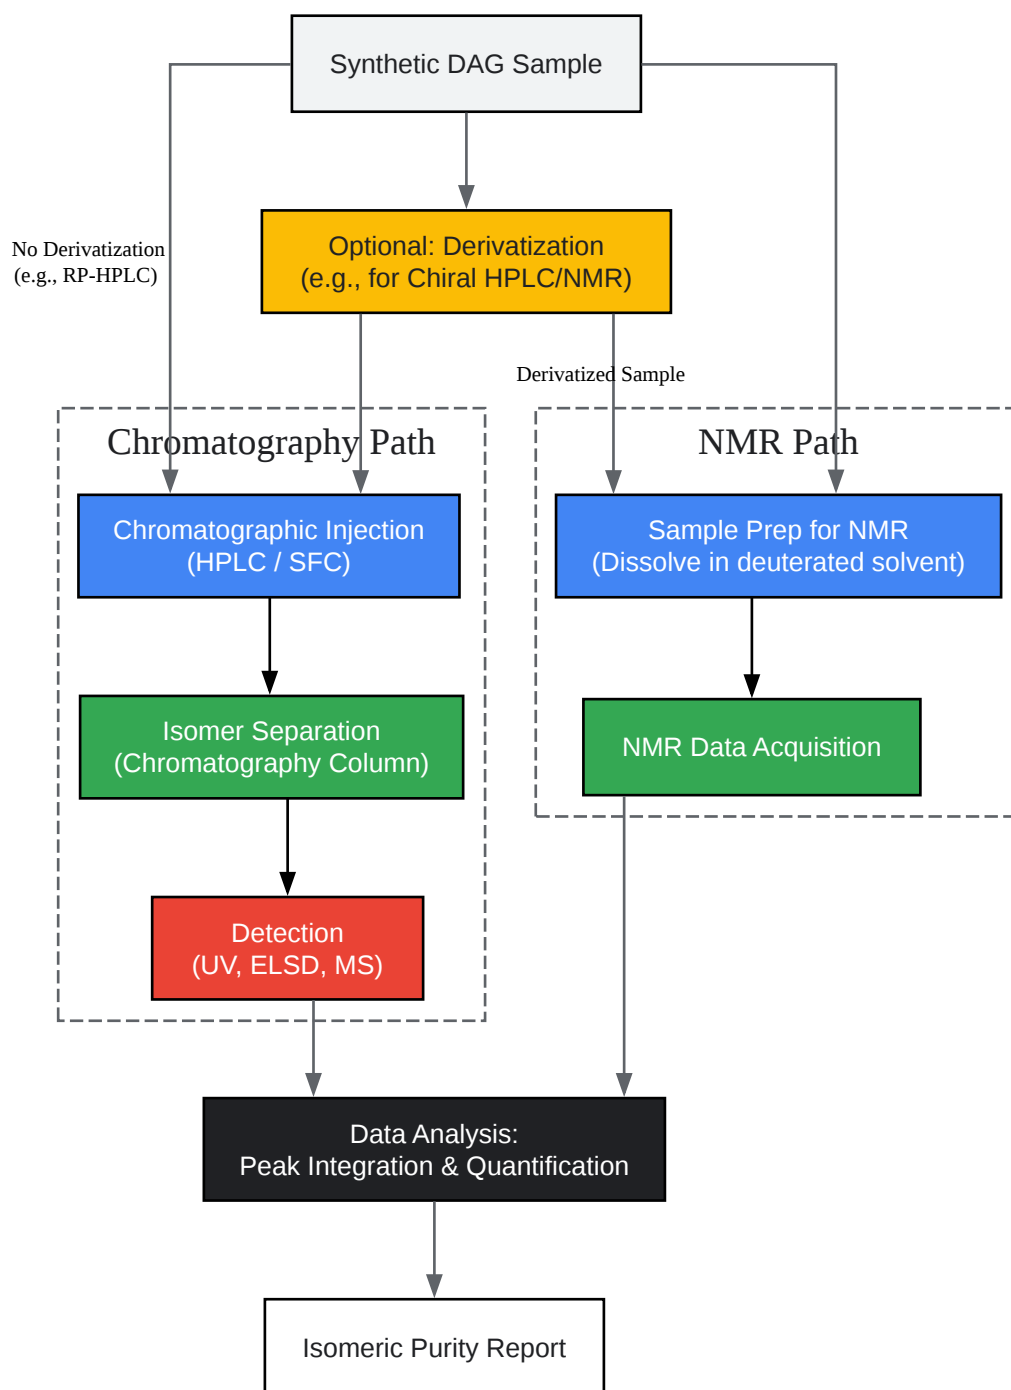 Synthetic DAG Sample
No Derivatization
(e.g., RP-HPLC)
Optional: Derivatization
(e.g., for Chiral HPLC/NMR)
Derivatized Sample
Chromatography Path
NMR Path
Chromatographic Injection
(HPLC / SFC)
Sample Prep for NMR
(Dissolve in deuterated solvent)
Isomer Separation
(Chromatography Column)
NMR Data Acquisition
Detection
(UV, ELSD, MS)
Data Analysis:
Peak Integration & Quantification
Isomeric Purity Report